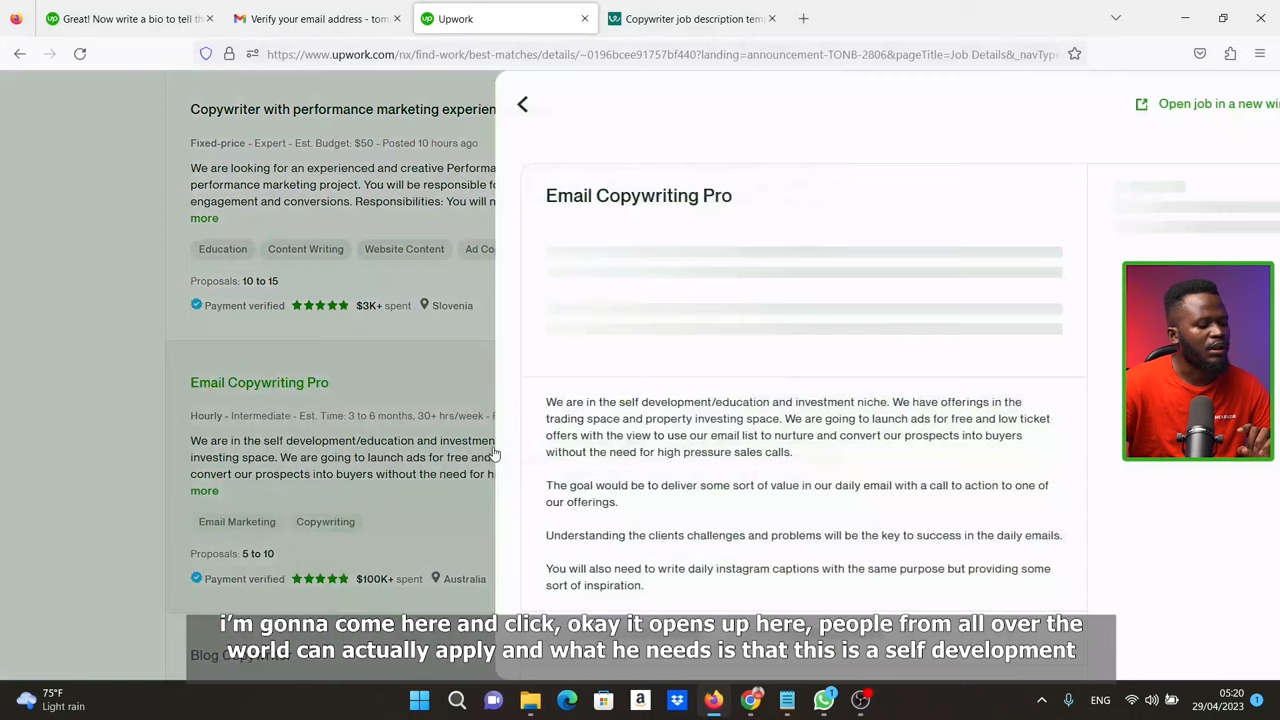 Great! Now write a bio to tell th
Verify your email address - tom
Upwork
Copywriter job description tem
https://www.upwork.com/nx/find-work/best-matches/details/~0196bcee91757bf440?landing=announcement-TONB-2806&pageTitle=Job Details&_navType
Copywriter with performance marketing experien
Fixed-price - Expert - Est. Budget: $50 - Posted 10 hours ago
We are looking for an experienced and creative Performa
performance marketing project. You will be responsible fo
engagement and conversions. Responsibilities: You will n
more
Education
Content Writing
Website Content
Ad Co
Proposals: 10 to 15
Payment verified
$3K+ spent
Slovenia
Email Copywriting Pro
Hourly - Intermediate - Est. Time: 3 to 6 months, 30+ hrs/week -
We are in the self development/education and investmen
investing space. We are going to launch ads for free and
convert our prospects into buyers without the need for h
more
Email Marketing
Copywriting
Proposals: 5 to 10
Payment verified
$100K+ spent
Australia
Open job in a new wi
Email Copywriting Pro
We are in the self development/education and investment niche. We have offerings in the
trading space and property investing space. We are going to launch ads for free and low ticket
offers with the view to use our email list to nurture and convert our prospects into buyers
without the need for high pressure sales calls.
The goal would be to deliver some sort of value in our daily email with a call to action to one of
our offerings.
Understanding the clients challenges and problems will be the key to success in the daily emails.
You will also need to write daily instagram captions with the same purpose but providing some
sort of inspiration.
i'm gonna come here and click, okay it opens up here, people from all over the
world can actually apply and what he needs is that this is a self development
75°F
Light rain
ENG
05:20
29/04/2023